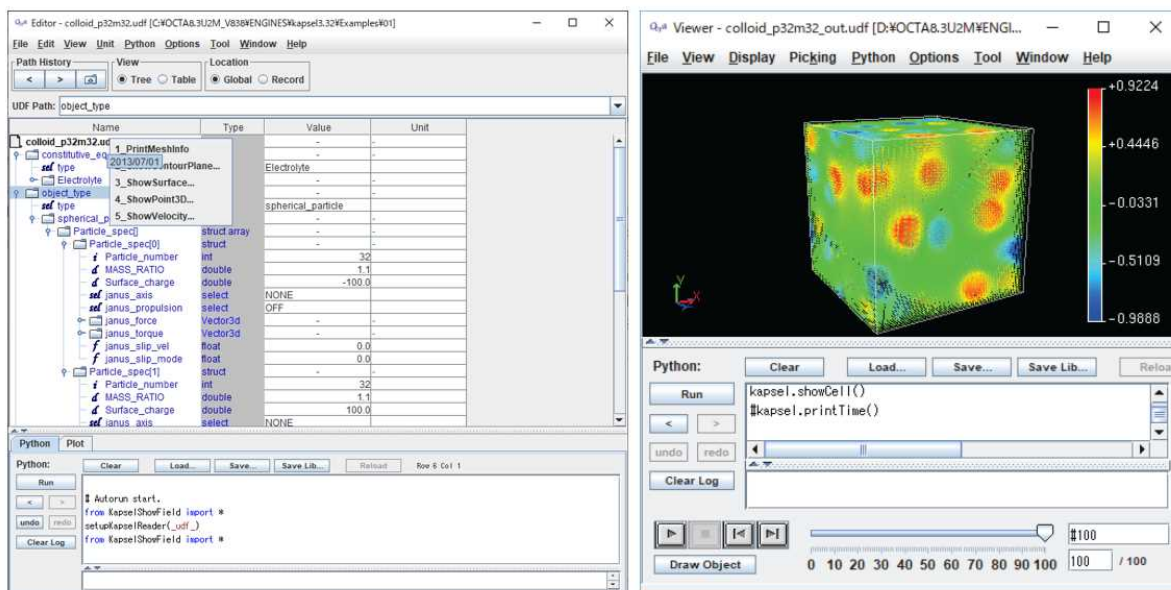 Editor - colloid_p32m32.udf [C:¥OCTA8.3U2M_V838¥ENGINES¥kapsel3.32¥Examples¥01]
File Edit View Unit Python Options Tool Window Help
Path History View Location
< > Tree Table Global Record
UDF Path: object_type
Name Type Value Unit
colloid_p32m32.ud - -
1_PrintMeshInfo
2013/07/01
ontourPlane...
3_ShowSurface...
4_ShowPoint3D...
5_ShowVelocity...
constitutive_eq - -
sel type Electrolyte
Electrolyte - -
object_type - -
sel type spherical_particle
spherical_p - -
Particle_spec[] struct array - -
Particle_spec[0] struct - -
i Particle_number int 32
d MASS_RATIO double 1.1
d Surface_charge double -100.0
sel janus_axis select NONE
sel janus_propulsion select OFF
janus_force Vector3d - -
janus_torque Vector3d - -
f janus_slip_vel float 0.0
f janus_slip_mode float 0.0
Particle_spec[1] struct - -
i Particle_number int 32
d MASS_RATIO double 1.1
d Surface_charge double 100.0
sel janus_axis select NONE
Python Plot
Python: Clear Load... Save... Save Lib... Reload Row 6 Col 1
Run
< >
undo redo
Clear Log
# Autorun start.
from KapselShowField import *
setupKapselReader(_udf_)
from KapselShowField import *
Viewer - colloid_p32m32_out.udf [D:¥OCTA8.3U2M¥ENGI...
File View Display Picking Python Options Tool Window Help
+0.9224
+0.4446
-0.0331
-0.5109
-0.9888
Y
X
Python: Clear Load... Save... Save Lib... Reloa
Run
< >
undo redo
Clear Log
kapsel.showCell()
#kapsel.printTime()
#100
0 10 20 30 40 50 60 70 80 90 100
100 / 100
Draw Object